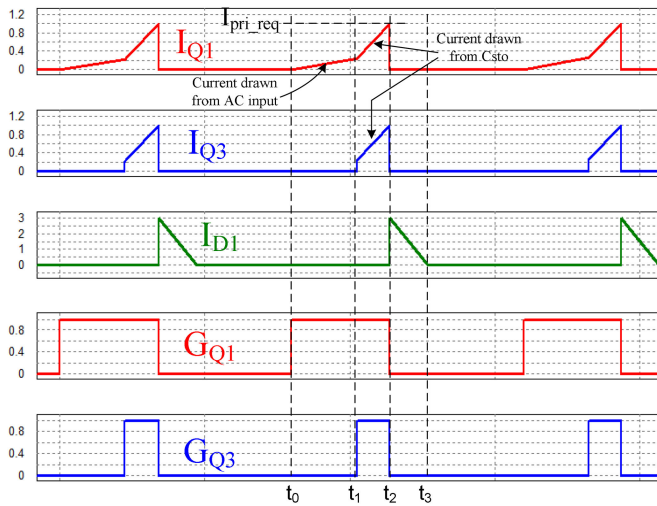 1.2
0.8
0.4
0
I_Q1
I_pri_req
Current drawn
from AC input
Current drawn
from Csto
1.2
0.8
0.4
0
I_Q3
3
2
1
0
I_D1
0.8
0.4
0
G_Q1
0.8
0.4
0
G_Q3
t_0 t_1 t_2 t_3